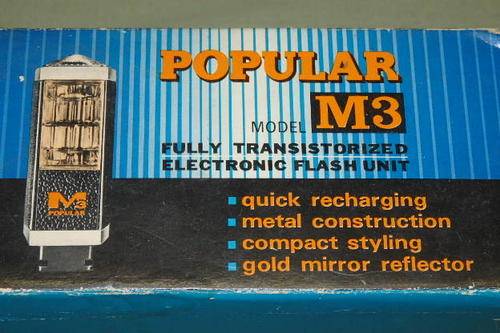 POPULAR
MODEL M3
FULLY TRANSISTORIZED
ELECTRONIC FLASH UNIT
M3
POPULAR
quick recharging
metal construction
compact styling
gold mirror reflector